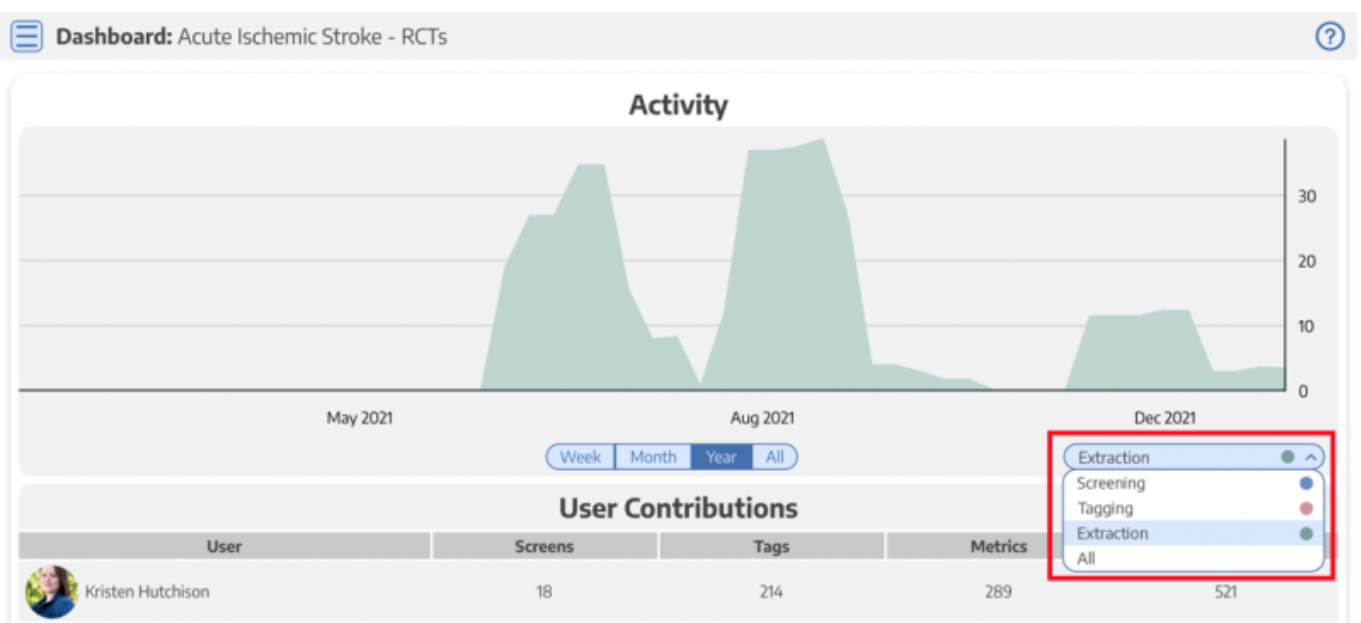 Dashboard: Acute Ischemic Stroke - RCTs ?
Activity
30
20
10
0
May 2021 Aug 2021 Dec 2021
Week Month Year All Extraction
Screening
Tagging
Extraction
All
User Contributions
User Screens Tags Metrics
Kristen Hutchison 18 214 289 521